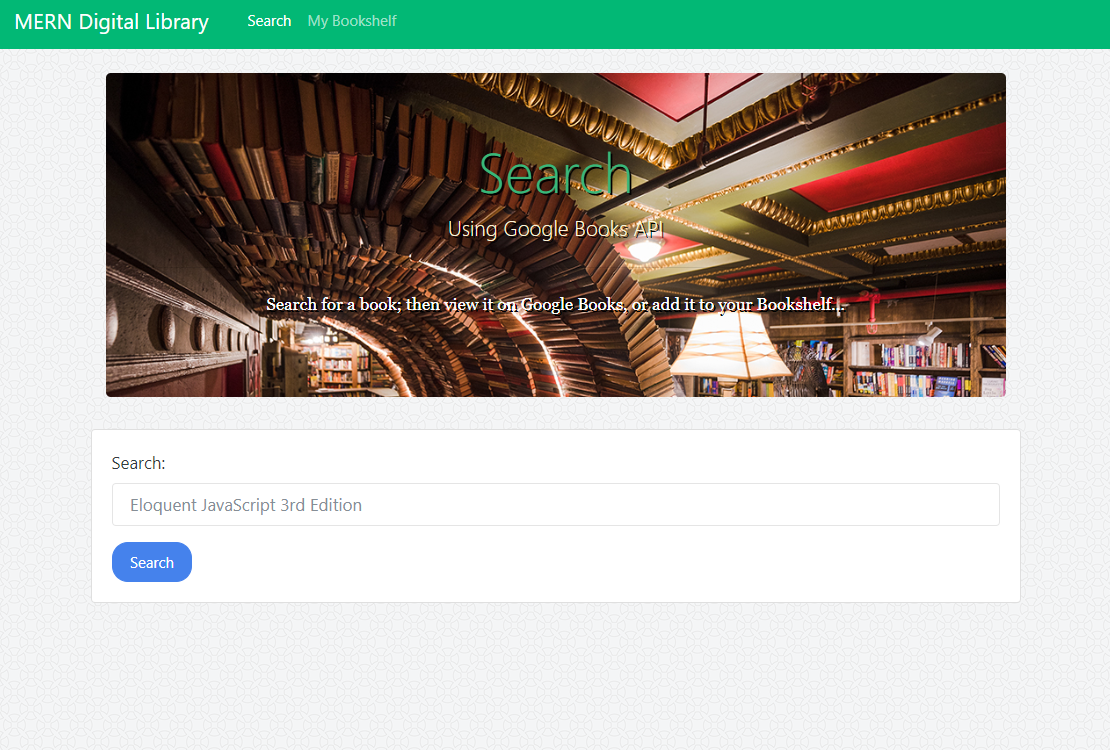 MERN Digital Library Search My Bookshelf
Search
Using Google Books API
Search for a book; then view it on Google Books, or add it to your Bookshelf...
Search:
Eloquent JavaScript 3rd Edition
Search